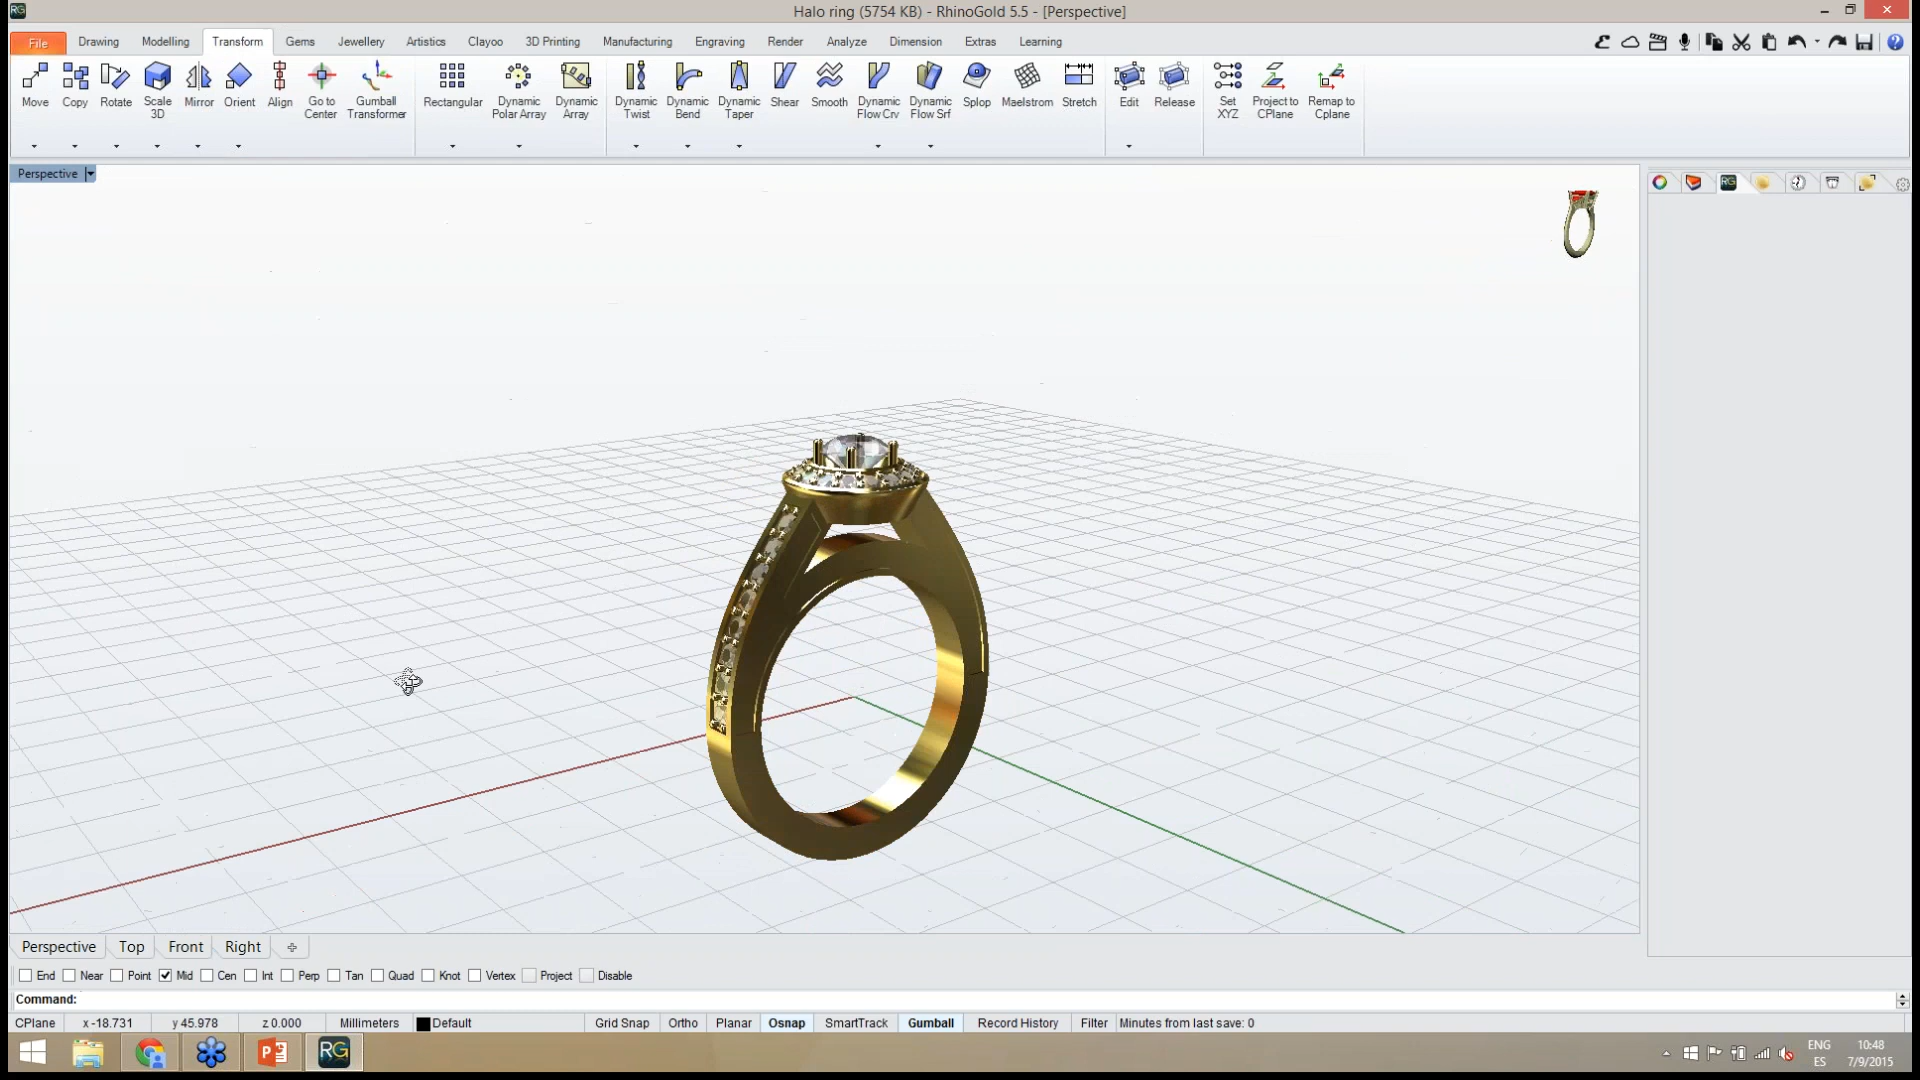 RG
Halo ring (5754 KB) - RhinoGold 5.5 - [Perspective]
File Drawing Modelling Transform Gems Jewellery Artistics Clayoo 3D Printing Manufacturing Engraving Render Analyze Dimension Extras Learning
Move Copy Rotate Scale 3D Mirror Orient Align Go to Center Gumball Transformer Rectangular Dynamic Polar Array Dynamic Array Dynamic Twist Dynamic Bend Dynamic Taper Shear Smooth Dynamic Flow Crv Dynamic Flow Srf Splop Maelstrom Stretch Edit Release Set XYZ Project to CPlane Remap to Cplane
Perspective
RG
Perspective Top Front Right +
End Near Point Mid Cen Int Perp Tan Quad Knot Vertex Project Disable
Command:
CPlane x -18.731 y 45.978 z 0.000 Millimeters Default Grid Snap Ortho Planar Osnap SmartTrack Gumball Record History Filter Minutes from last save: 0
RG
ENG 10:48
ES 7/9/2015